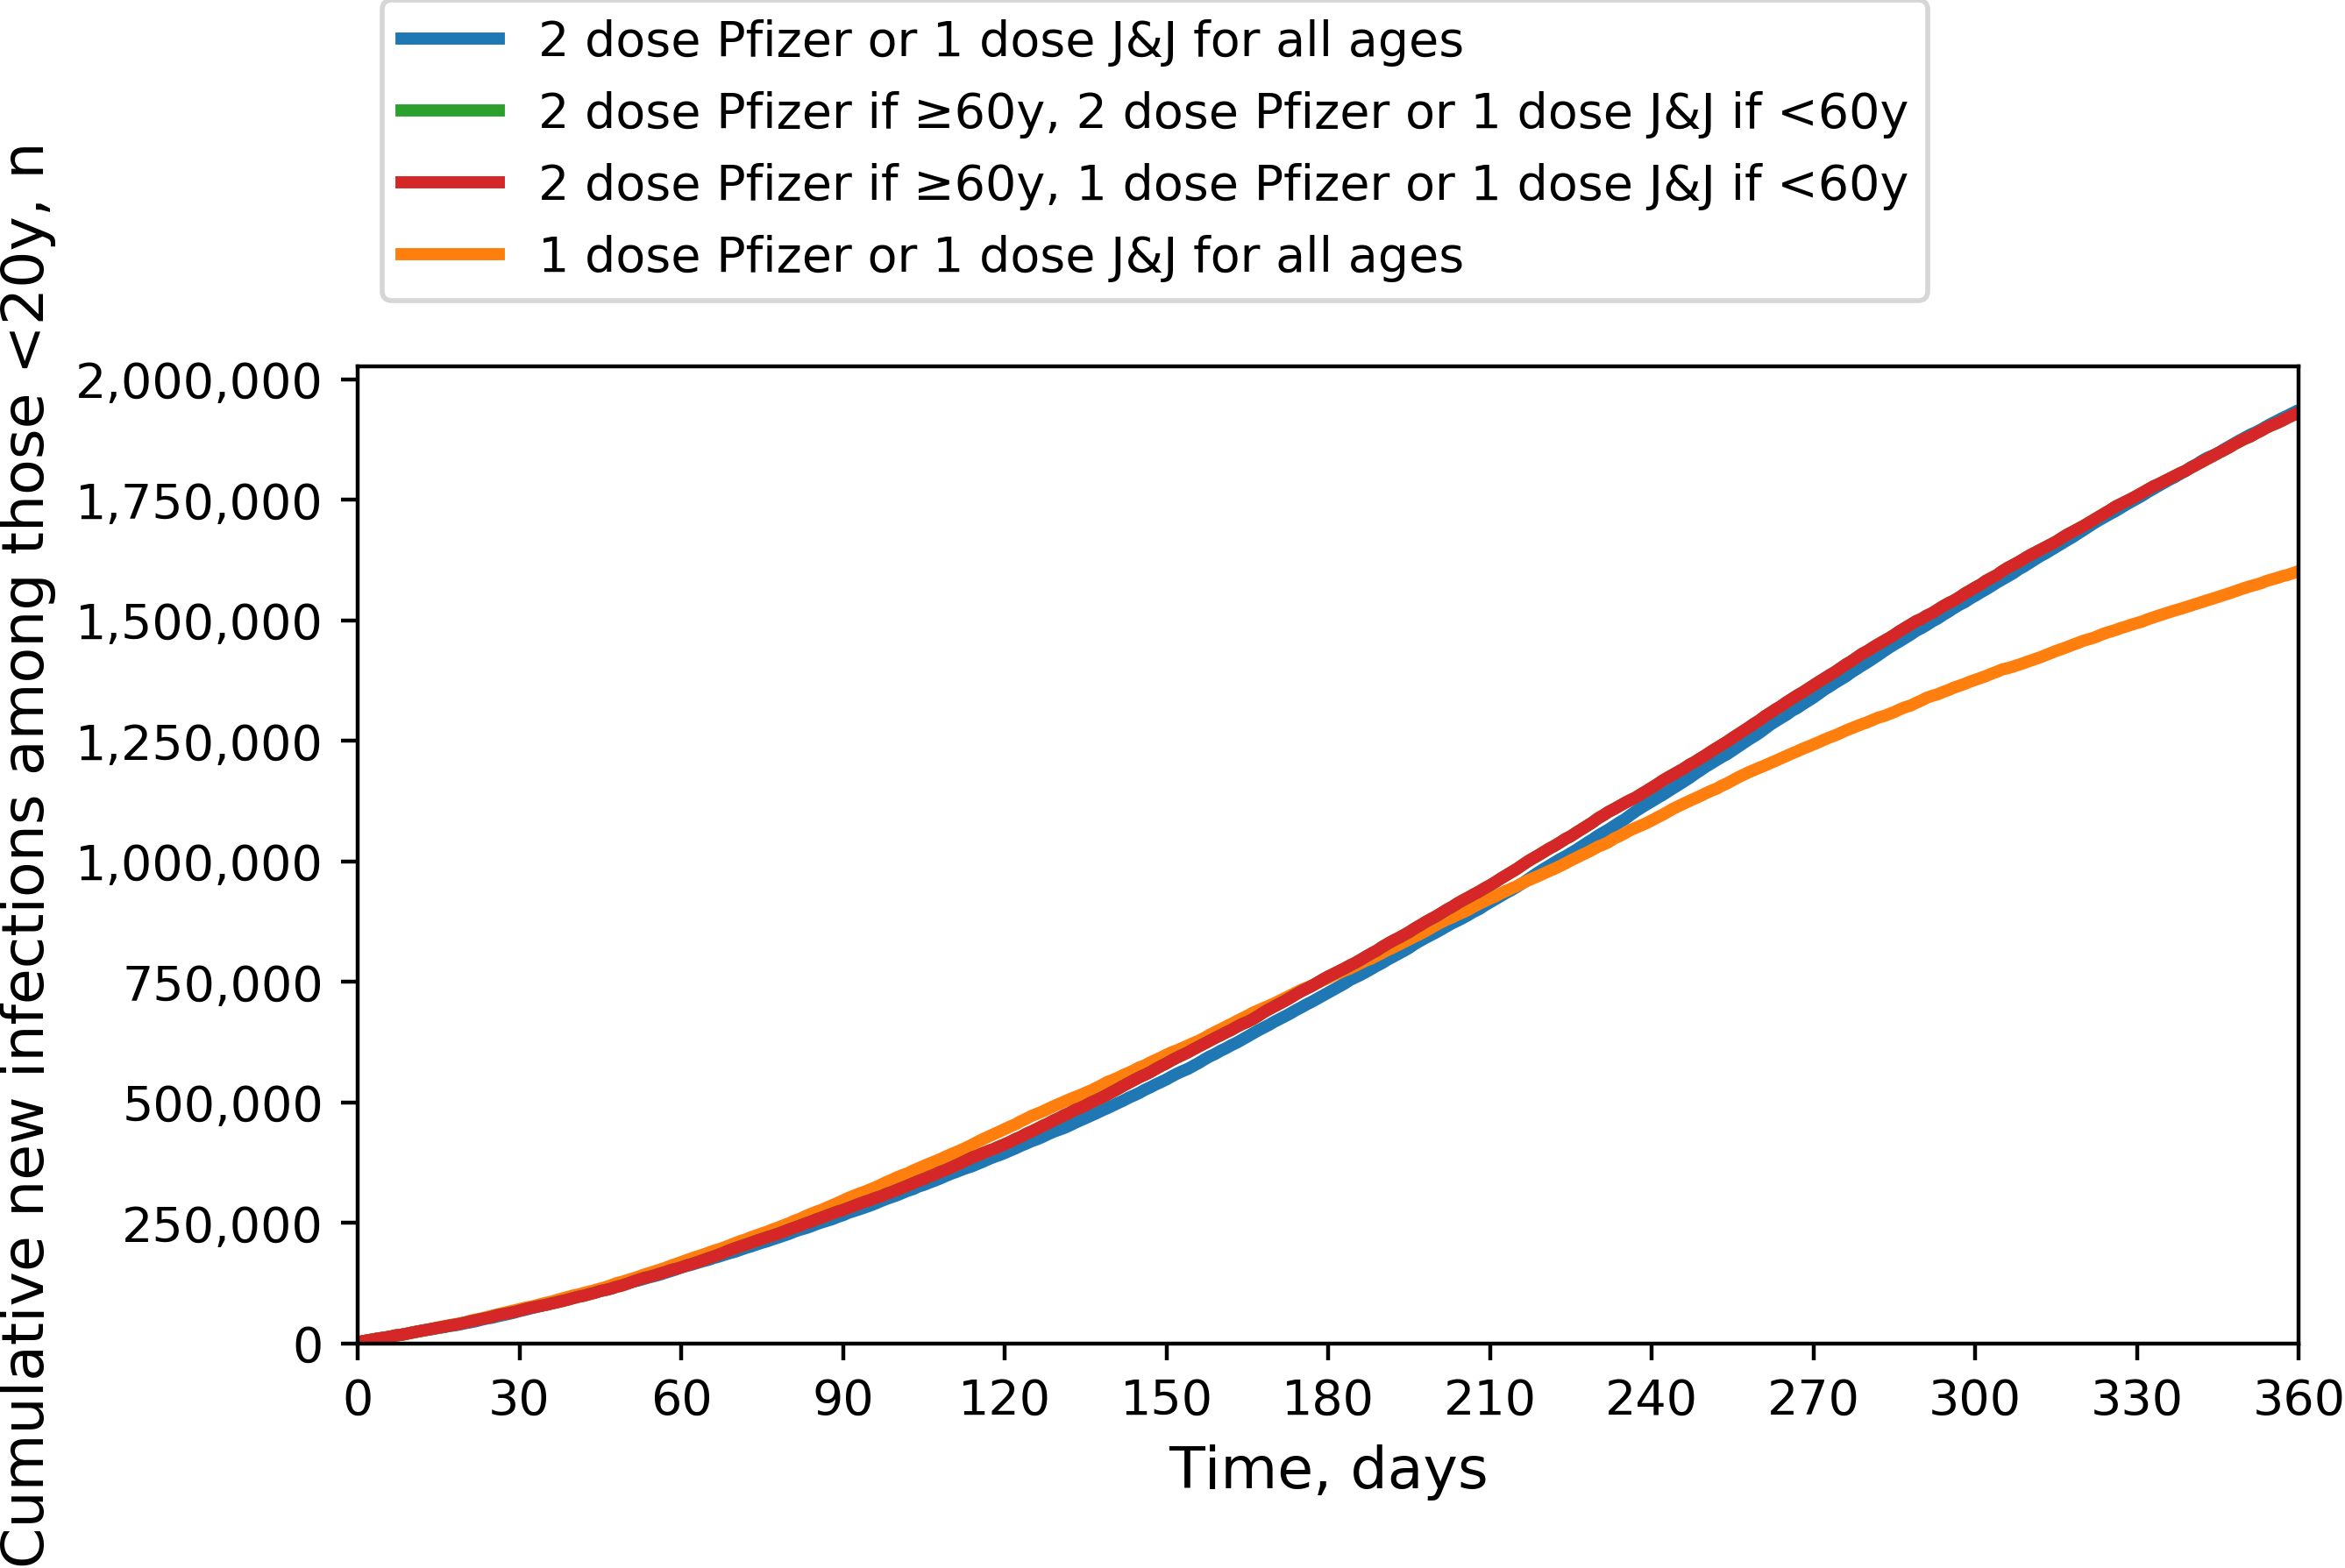 2 dose Pfizer or 1 dose J&J for all ages
2 dose Pfizer if ≥60y, 2 dose Pfizer or 1 dose J&J if <60y
2 dose Pfizer if ≥60y, 1 dose Pfizer or 1 dose J&J if <60y
1 dose Pfizer or 1 dose J&J for all ages
Cumulative new infections among those <20y, n
2,000,000
1,750,000
1,500,000
1,250,000
1,000,000
750,000
500,000
250,000
0
0 30 60 90 120 150 180 210 240 270 300 330 360
Time, days